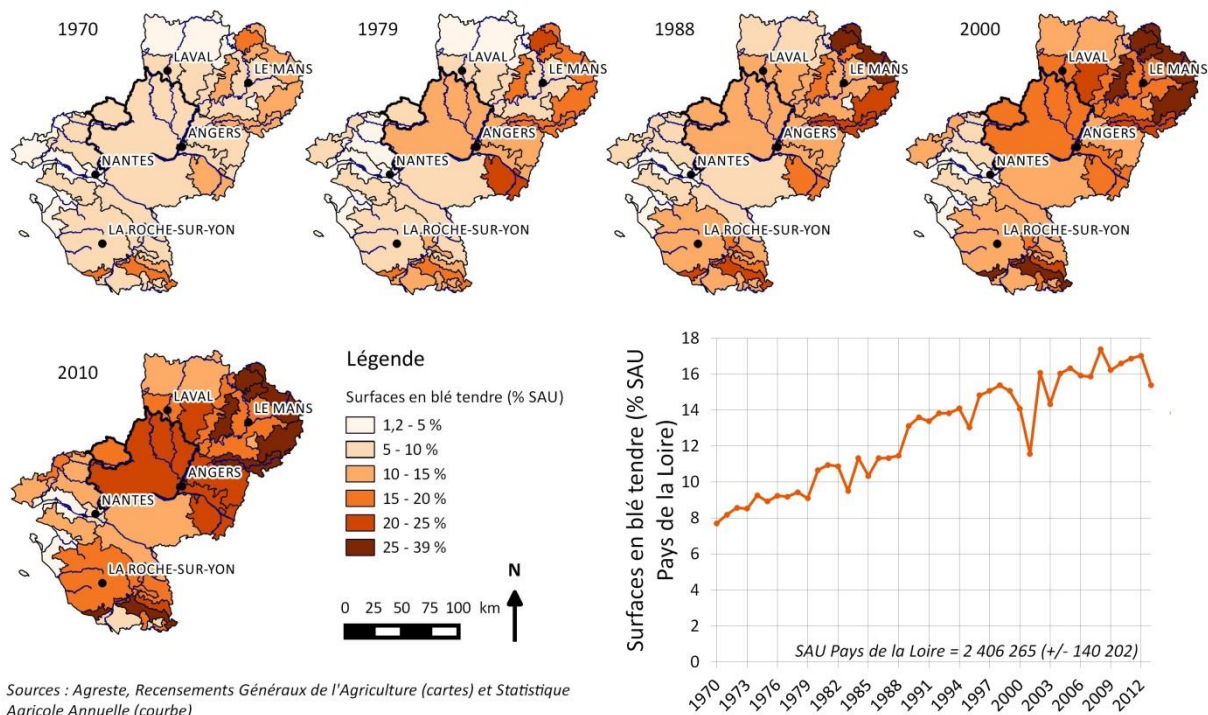 1970
LAVAL
LE MANS
ANGERS
NANTES
LA ROCHE-SUR-YON
1979
LAVAL
LE MANS
ANGERS
NANTES
LA ROCHE-SUR-YON
1988
LAVAL
LE MANS
ANGERS
NANTES
LA ROCHE-SUR-YON
2000
LAVAL
LE MANS
ANGERS
NANTES
LA ROCHE-SUR-YON
2010
LAVAL
LE MANS
ANGERS
NANTES
LA ROCHE-SUR-YON
Légende
Surfaces en blé tendre (% SAU)
1,2 - 5 %
5 - 10 %
10 - 15 %
15 - 20 %
20 - 25 %
25 - 39 %
N
0 25 50 75 100 km
Surfaces en blé tendre (% SAU
Pays de la Loire)
18
16
14
12
10
8
6
4
2
0
SAU Pays de la Loire = 2 406 265 (+/- 140 202)
1970 1973 1976 1979 1982 1985 1988 1991 1994 1997 2000 2003 2006 2009 2012
Sources : Agreste, Recensements Généraux de l'Agriculture (cartes) et Statistique
Agricole Annuelle (courbe)